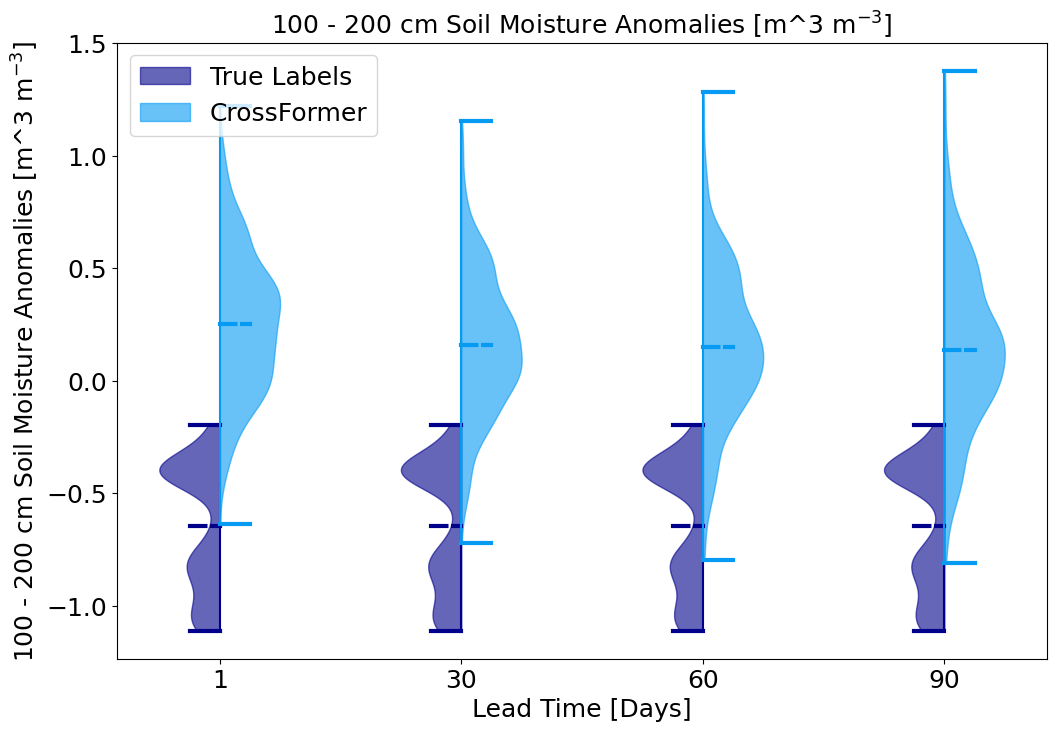 100 - 200 cm Soil Moisture Anomalies [m^3 m⁻³]
100 - 200 cm Soil Moisture Anomalies [m^3 m⁻³]
1.5
1.0
0.5
0.0
−0.5
−1.0
True Labels
CrossFormer
1 30 60 90
Lead Time [Days]